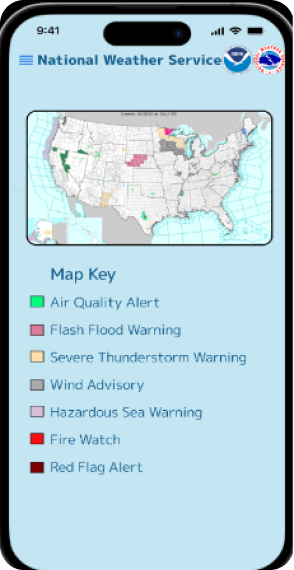 9:41
National Weather Service
Map Key
Air Quality Alert
Flash Flood Warning
Severe Thunderstorm Warning
Wind Advisory
Hazardous Sea Warning
Fire Watch
Red Flag Alert